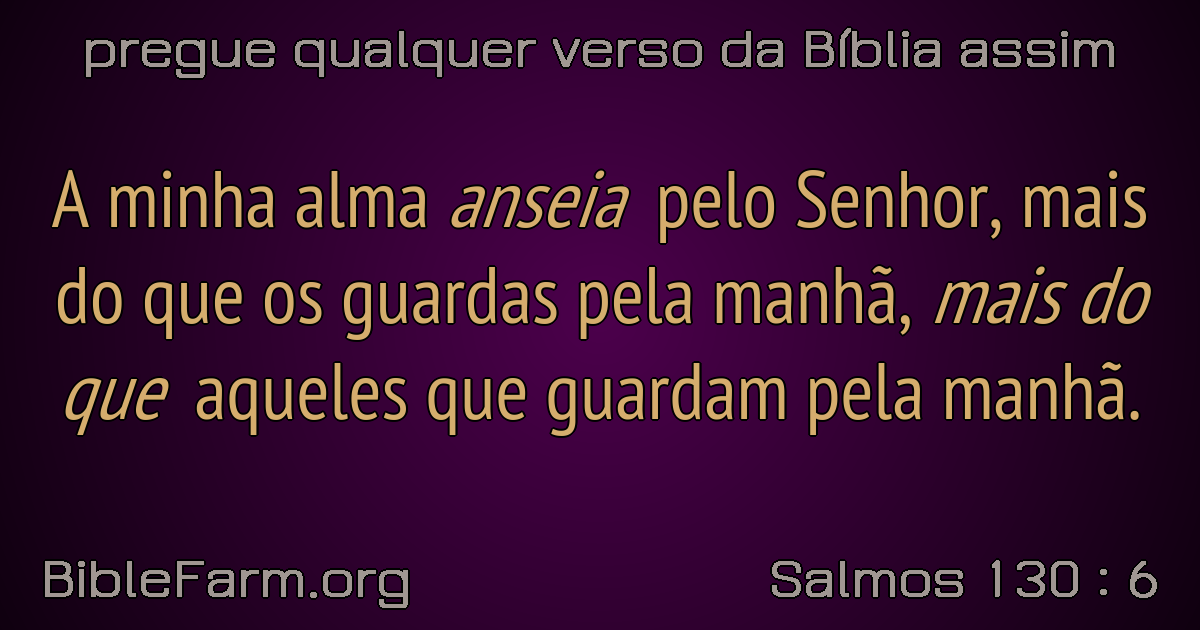 pregue qualquer verso da Bíblia assim
A minha alma anseia pelo Senhor, mais
do que os guardas pela manhã, mais do
que aqueles que guardam pela manhã.
BibleFarm.org
Salmos 130 : 6